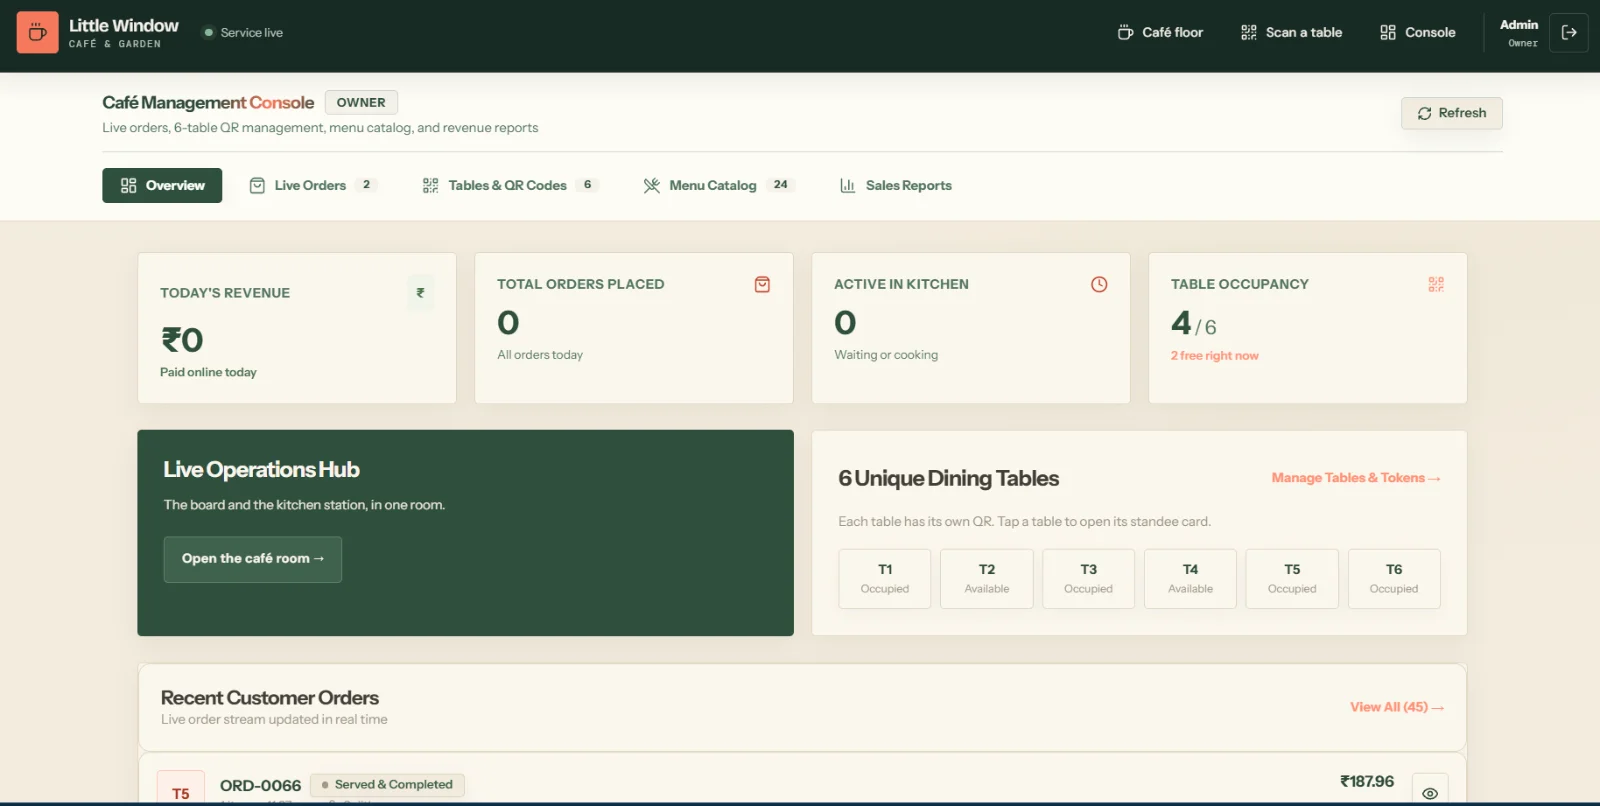 Little Window
CAFÉ & GARDEN
Service live
Café floor
Scan a table
Console
Admin
Owner
Café Management Console
OWNER
Live orders, 6-table QR management, menu catalog, and revenue reports
Refresh
Overview
Live Orders 2
Tables & QR Codes 6
Menu Catalog 24
Sales Reports
TODAY'S REVENUE
₹
₹0
Paid online today
TOTAL ORDERS PLACED
0
All orders today
ACTIVE IN KITCHEN
0
Waiting or cooking
TABLE OCCUPANCY
4 / 6
2 free right now
Live Operations Hub
The board and the kitchen station, in one room.
Open the café room →
6 Unique Dining Tables
Manage Tables & Tokens →
Each table has its own QR. Tap a table to open its standee card.
T1
Occupied
T2
Available
T3
Occupied
T4
Available
T5
Occupied
T6
Occupied
Recent Customer Orders
Live order stream updated in real time
View All (45) →
T5
ORD-0066
Served & Completed
₹187.96